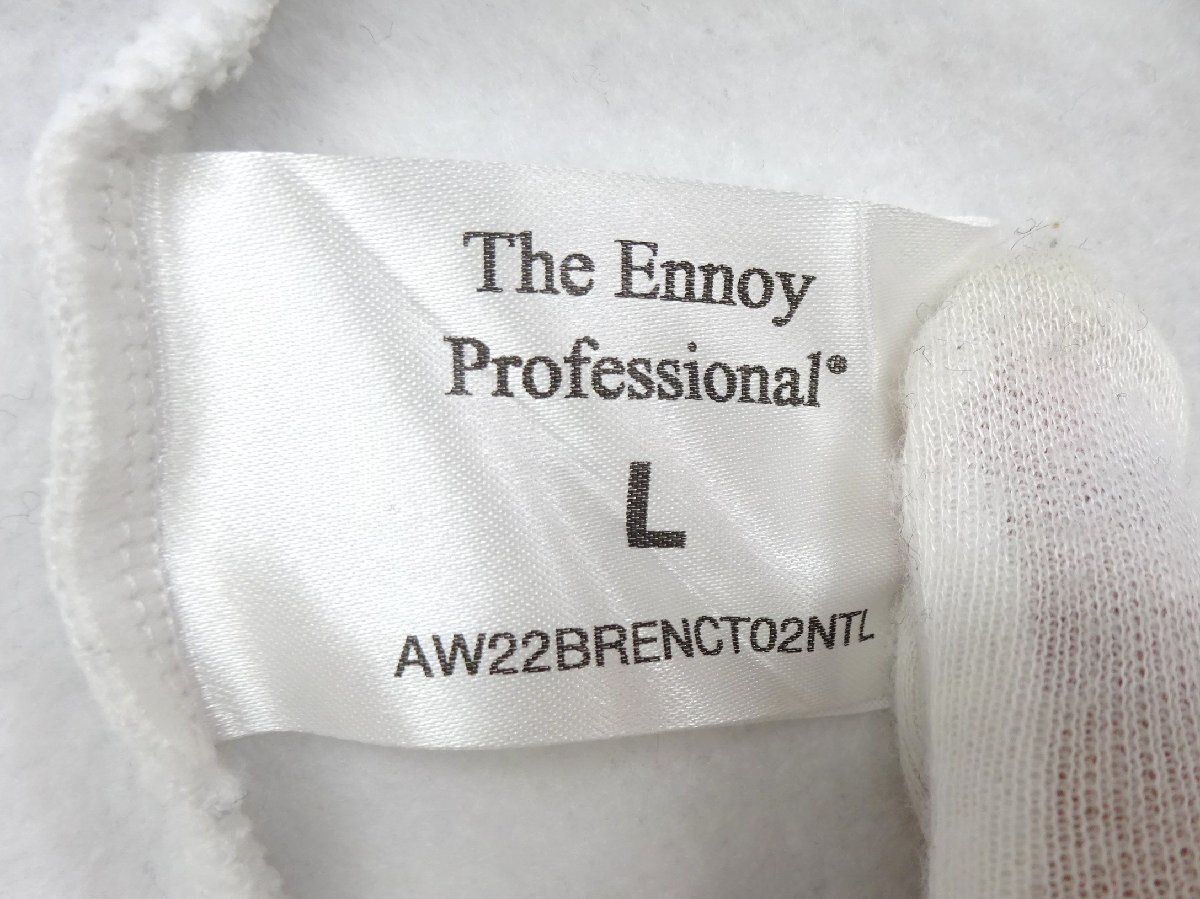 The Ennoy
Professional®
L
AW22BRENCT02NTL